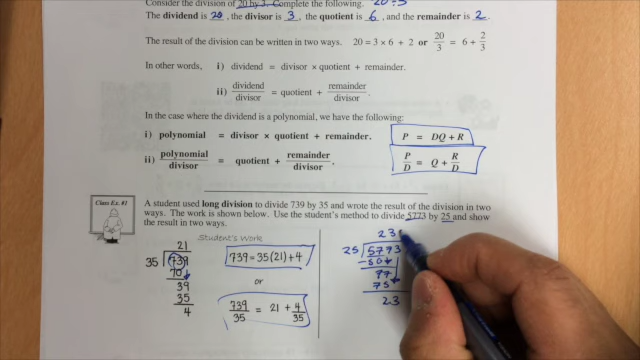 Consider the division of 20 by 3. Complete the following. 20 ÷ 3
The dividend is 20, the divisor is 3, the quotient is 6, and the remainder is 2.
The result of the division can be written in two ways. 20 = 3 × 6 + 2 or 20/3 = 6 + 2/3
In other words, i) dividend = divisor × quotient + remainder.
ii) dividend/divisor = quotient + remainder/divisor.
In the case where the dividend is a polynomial, we have the following:
i) polynomial = divisor × quotient + remainder. P = DQ + R
ii) polynomial/divisor = quotient + remainder/divisor. P/D = Q + R/D
Class Ex. #1
A student used long division to divide 739 by 35 and wrote the result of the division in two
ways. The work is shown below. Use the student's method to divide 5773 by 25 and show
the result in two ways.
Student's Work
21
35 739
70
39
35
4
739 = 35(21) + 4
or
739/35 = 21 + 4/35
23
25 5773
- 50
77
75
23